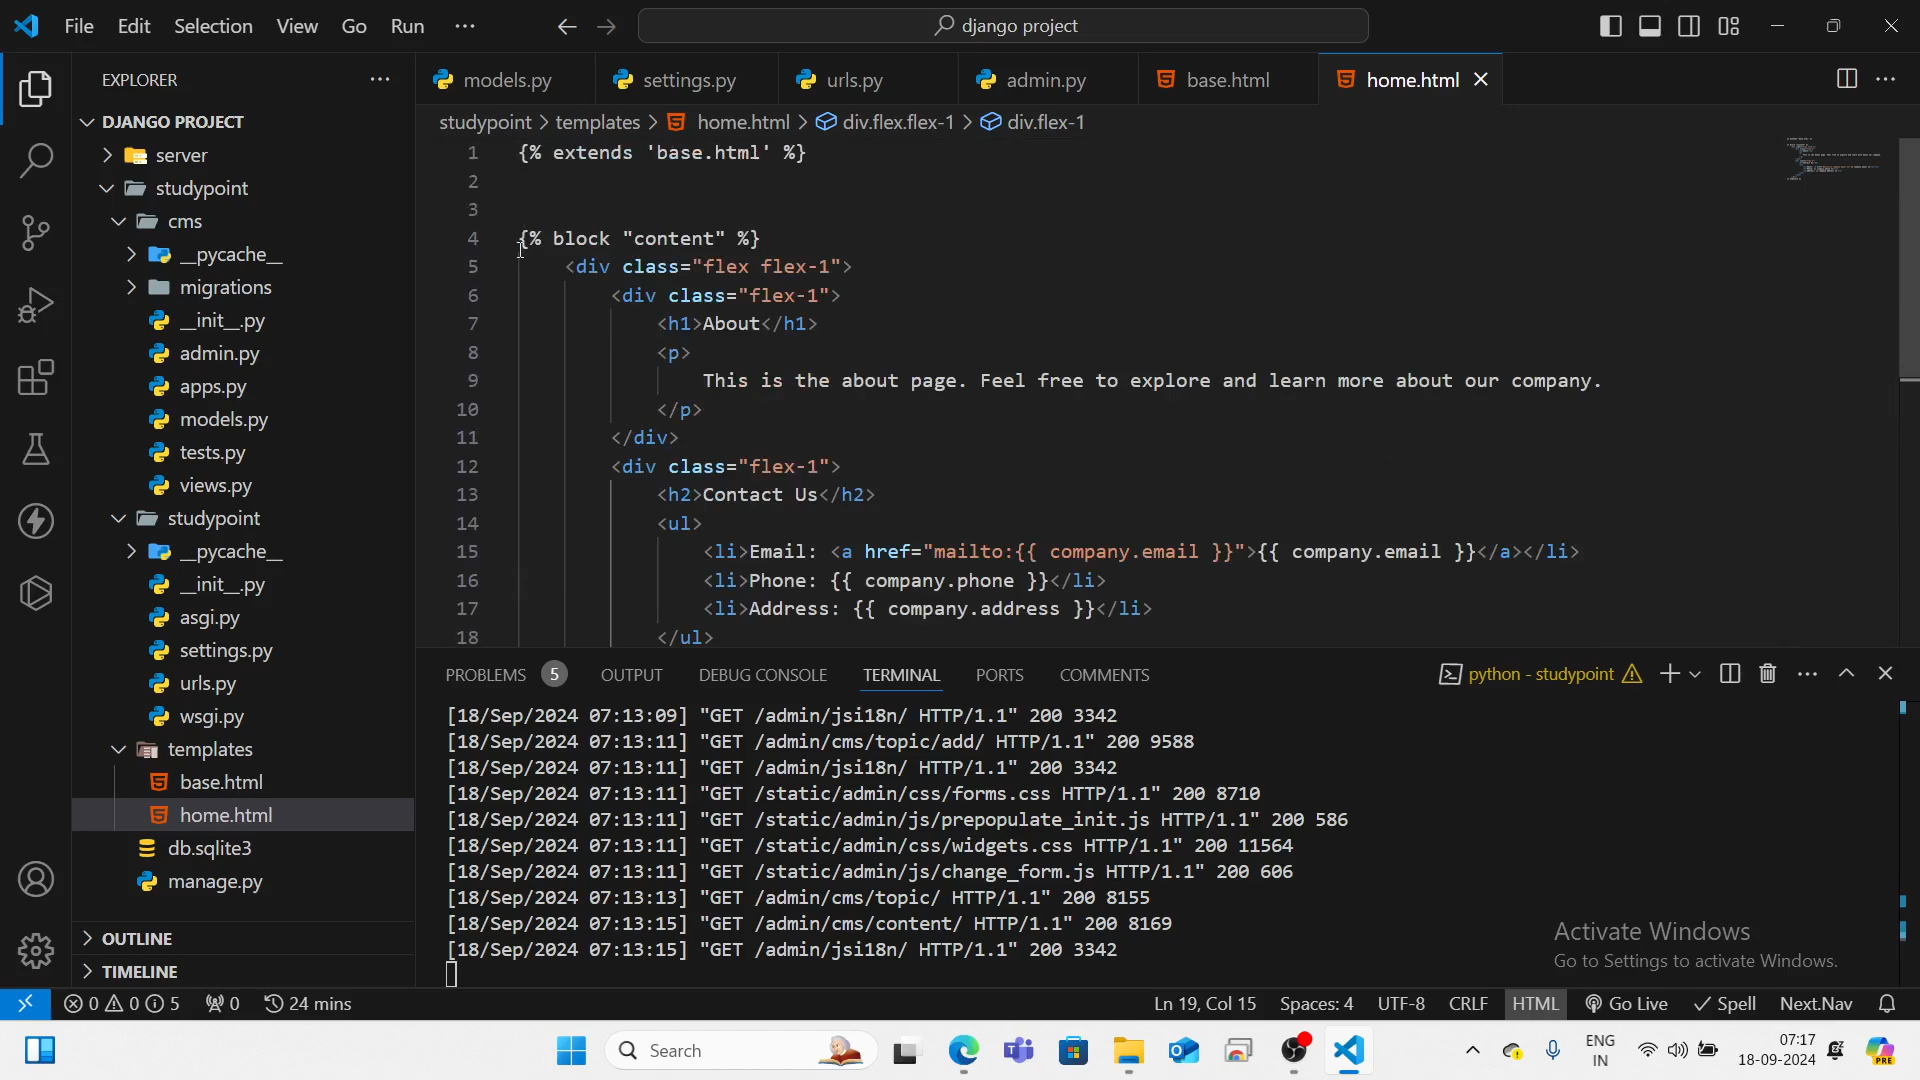 File Edit Selection View Go Run ...
django project
EXPLORER
models.py settings.py urls.py admin.py base.html home.html
studypoint > templates > home.html > div.flex.flex-1 > div.flex-1
DJANGO PROJECT
server
studypoint
cms
__pycache__
migrations
__init__.py
admin.py
apps.py
models.py
tests.py
views.py
studypoint
__pycache__
__init__.py
asgi.py
settings.py
urls.py
wsgi.py
templates
base.html
home.html
db.sqlite3
manage.py
OUTLINE
TIMELINE
1 {% extends 'base.html' %}
2
3
4 {% block "content" %}
5 <div class="flex flex-1">
6 <div class="flex-1">
7 <h1>About</h1>
8 <p>
9 This is the about page. Feel free to explore and learn more about our company.
10 </p>
11 </div>
12 <div class="flex-1">
13 <h2>Contact Us</h2>
14 <ul>
15 <li>Email: <a href="mailto:{{ company.email }}">{{ company.email }}</a></li>
16 <li>Phone: {{ company.phone }}</li>
17 <li>Address: {{ company.address }}</li>
18 </ul>
PROBLEMS 5 OUTPUT DEBUG CONSOLE TERMINAL PORTS COMMENTS
python - studypoint
[18/Sep/2024 07:13:09] "GET /admin/jsi18n/ HTTP/1.1" 200 3342
[18/Sep/2024 07:13:11] "GET /admin/cms/topic/add/ HTTP/1.1" 200 9588
[18/Sep/2024 07:13:11] "GET /admin/jsi18n/ HTTP/1.1" 200 3342
[18/Sep/2024 07:13:11] "GET /static/admin/css/forms.css HTTP/1.1" 200 8710
[18/Sep/2024 07:13:11] "GET /static/admin/js/prepopulate_init.js HTTP/1.1" 200 586
[18/Sep/2024 07:13:11] "GET /static/admin/css/widgets.css HTTP/1.1" 200 11564
[18/Sep/2024 07:13:11] "GET /static/admin/js/change_form.js HTTP/1.1" 200 606
[18/Sep/2024 07:13:13] "GET /admin/cms/topic/ HTTP/1.1" 200 8155
[18/Sep/2024 07:13:15] "GET /admin/cms/content/ HTTP/1.1" 200 8169
[18/Sep/2024 07:13:15] "GET /admin/jsi18n/ HTTP/1.1" 200 3342
Activate Windows
Go to Settings to activate Windows.
0 0 5 0 24 mins Ln 19, Col 15 Spaces: 4 UTF-8 CRLF HTML Go Live Spell Next.Nav
Search
ENG
IN
07:17
18-09-2024
PRE